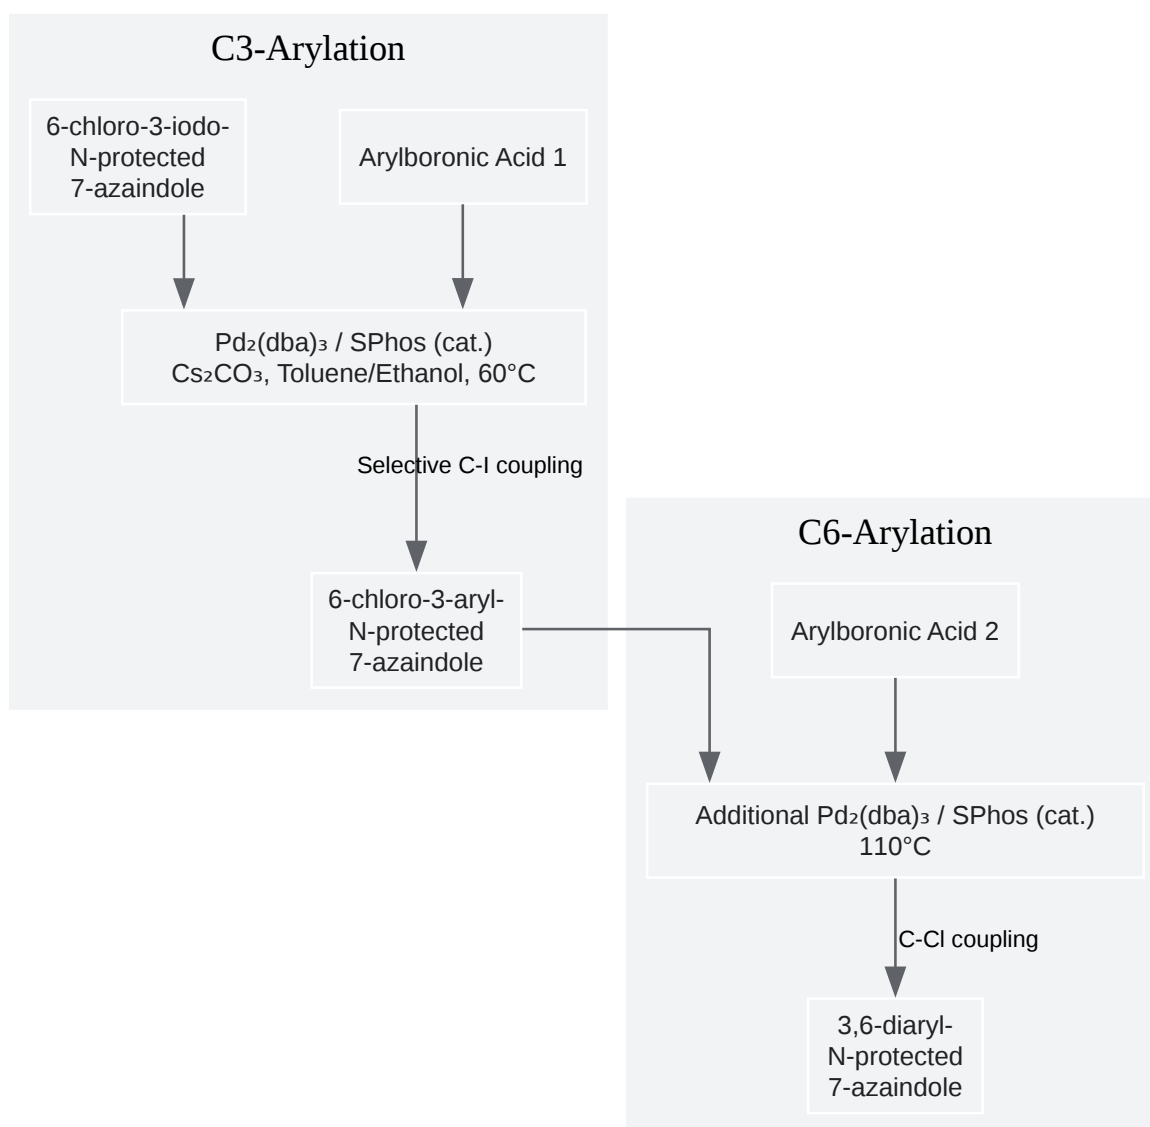 C3-Arylation
6-chloro-3-iodo-
N-protected
7-azaindole
Arylboronic Acid 1
Pd₂(dba)₃ / SPhos (cat.)
Cs₂CO₃, Toluene/Ethanol, 60°C
Selective C-I coupling
6-chloro-3-aryl-
N-protected
7-azaindole
C6-Arylation
Arylboronic Acid 2
Additional Pd₂(dba)₃ / SPhos (cat.)
110°C
C-Cl coupling
3,6-diaryl-
N-protected
7-azaindole